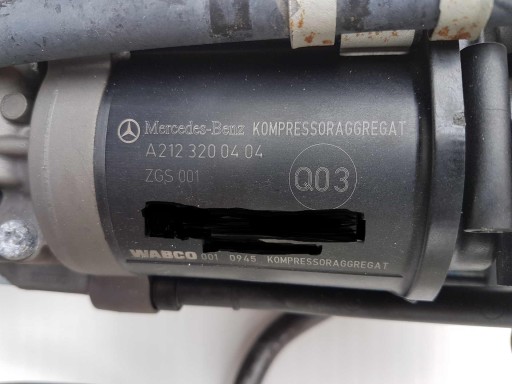 Mercedes-Benz KOMPRESSORAGGREGAT
A212 320 04 04
ZGS 001
Q03
WABCO 001 0945 KOMPRESSORAGGREGAT